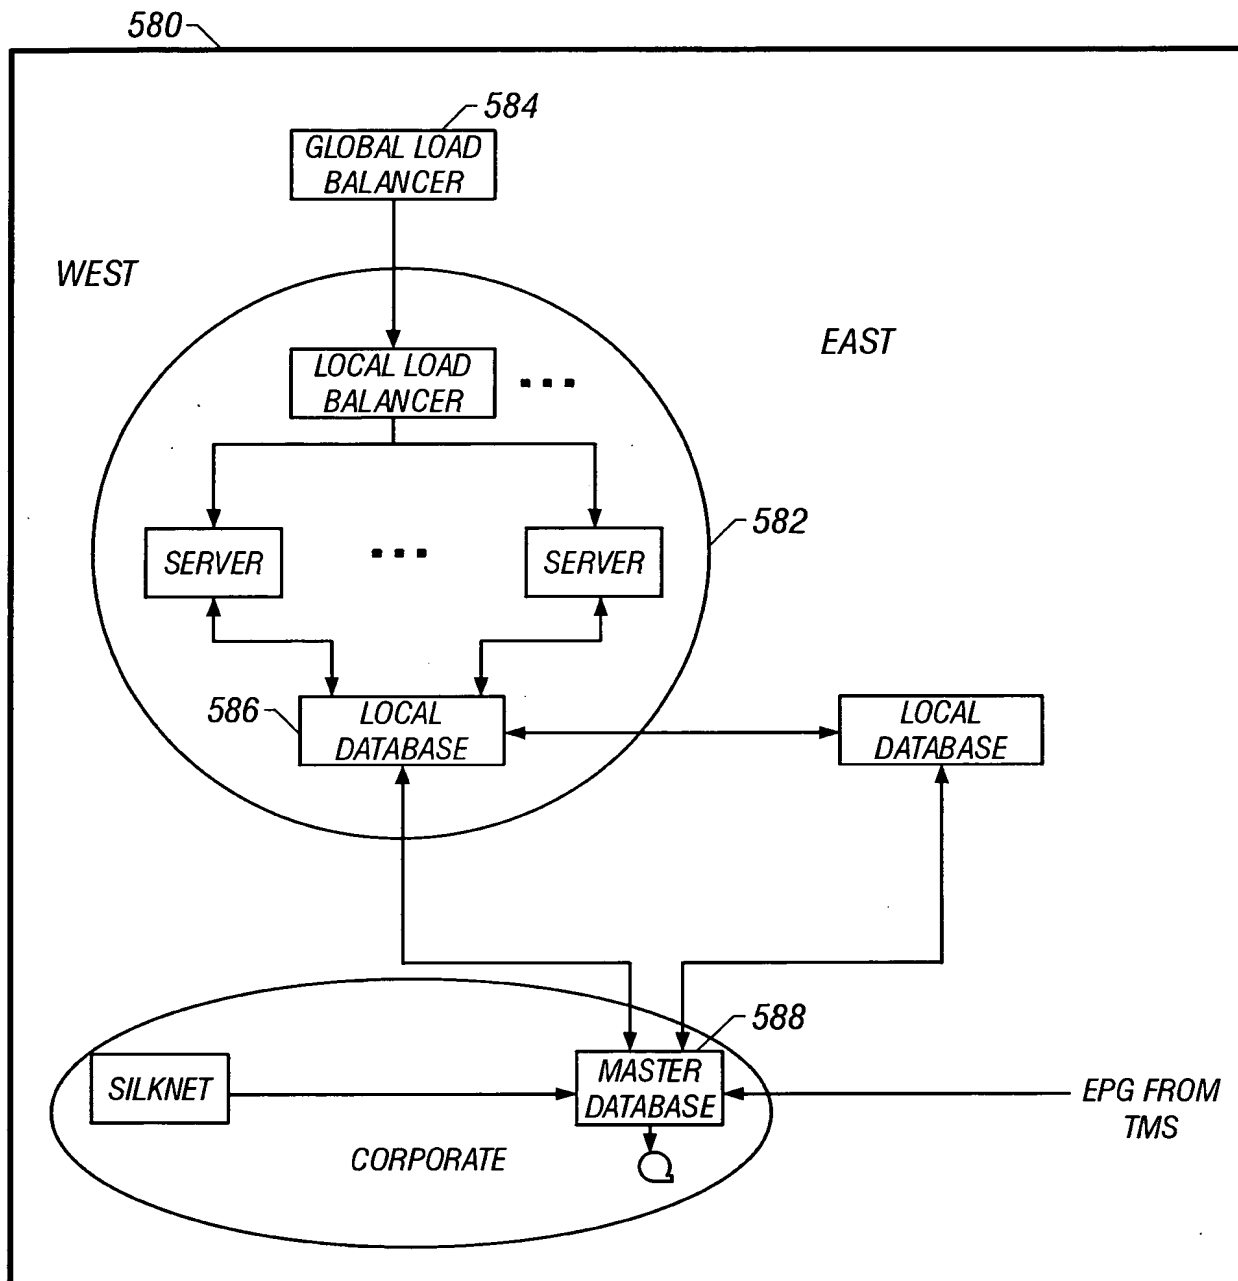 580
584
GLOBAL LOAD
BALANCER
WEST
EAST
LOCAL LOAD
BALANCER
582
SERVER
SERVER
586
LOCAL
DATABASE
LOCAL
DATABASE
588
SILKNET
MASTER
DATABASE
EPG FROM
TMS
CORPORATE